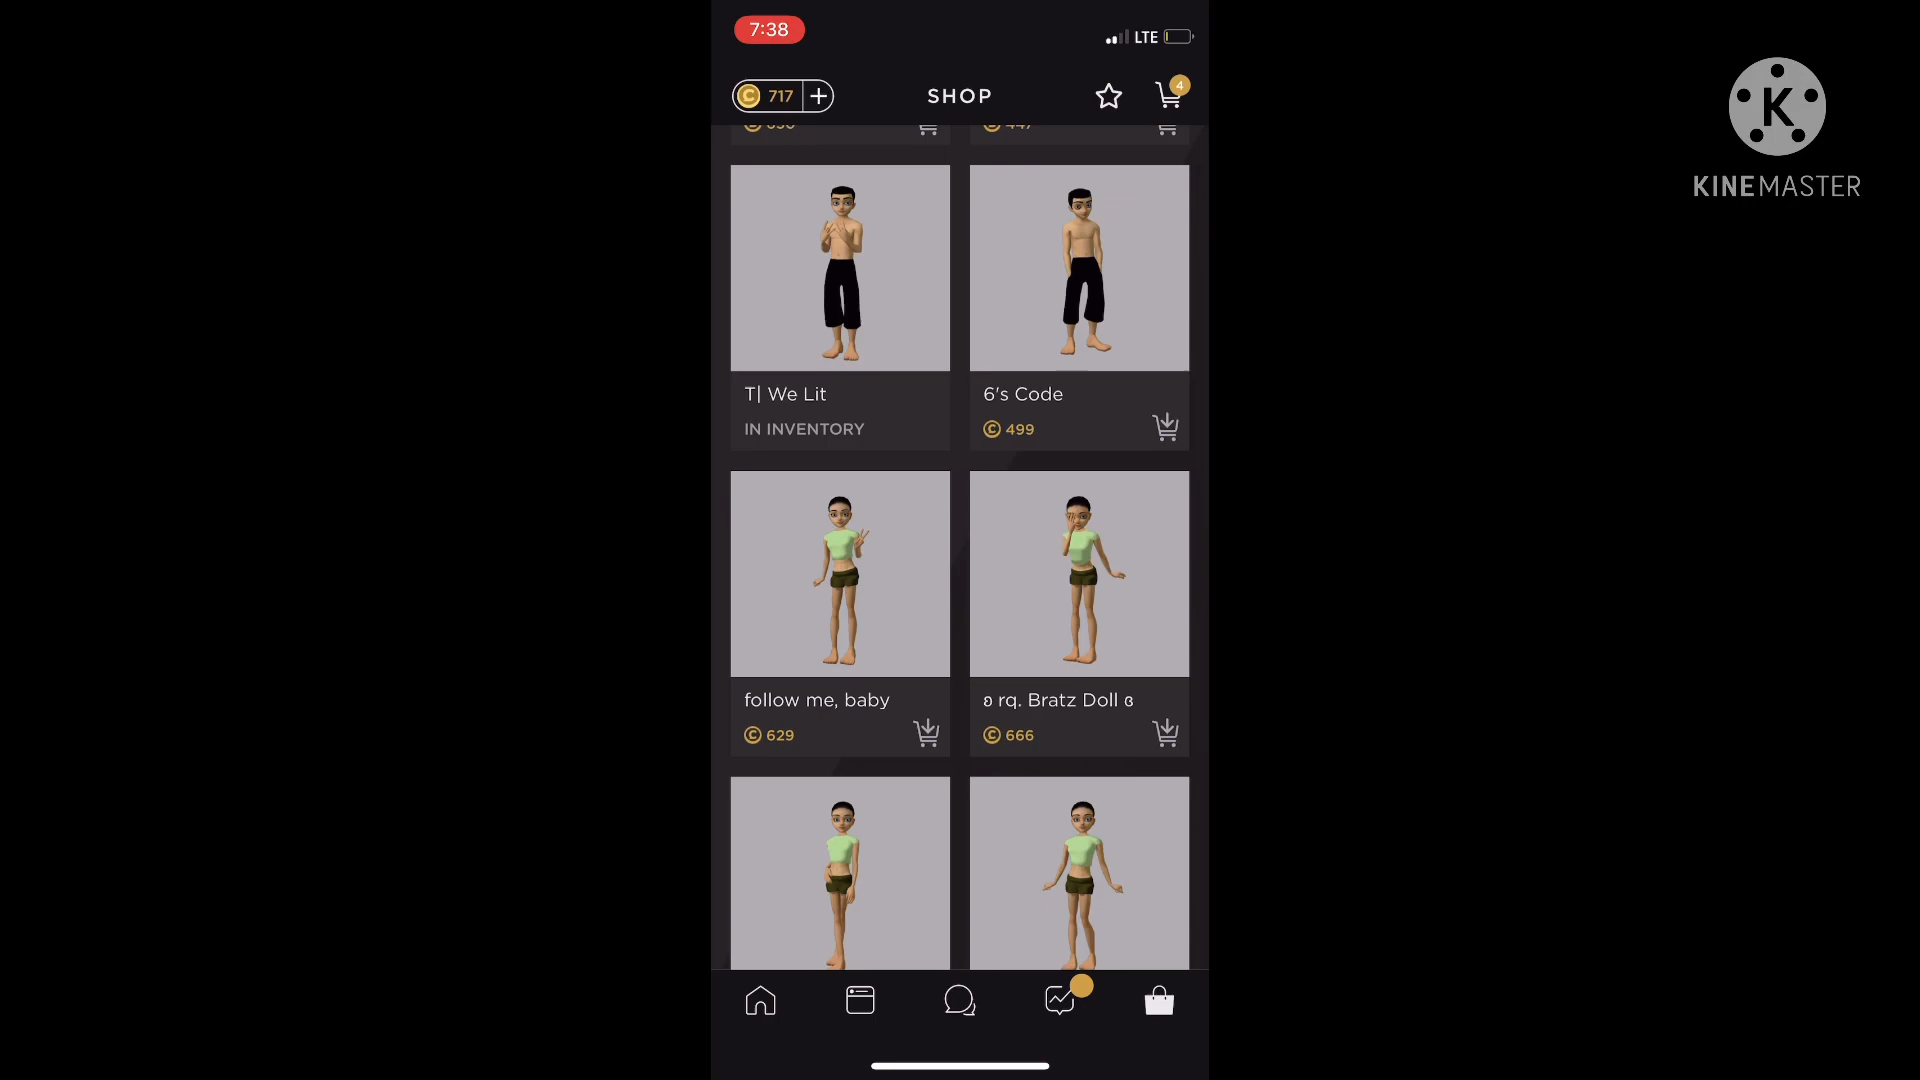 7:38
LTE
717
SHOP
4
KINEMASTER
T| We Lit
6's Code
IN INVENTORY
499
follow me, baby
ʚ rq. Bratz Doll ɞ
629
666